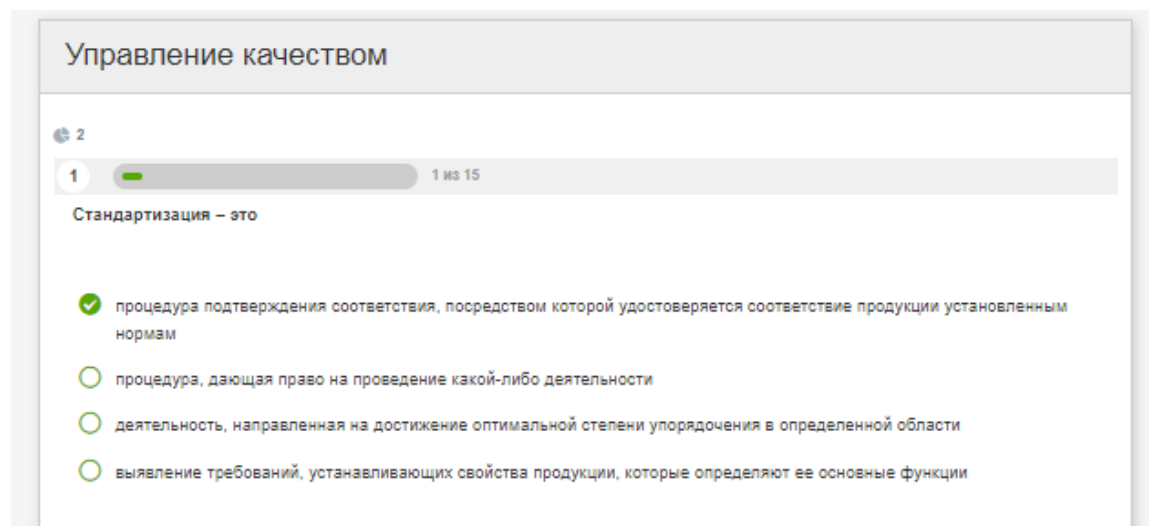 Управление качеством
2
1 1 из 15
Стандартизация – это
процедура подтверждения соответствия, посредством которой удостоверяется соответствие продукции установленным
нормам
процедура, дающая право на проведение какой-либо деятельности
деятельность, направленная на достижение оптимальной степени упорядочения в определенной области
выявление требований, устанавливающих свойства продукции, которые определяют ее основные функции